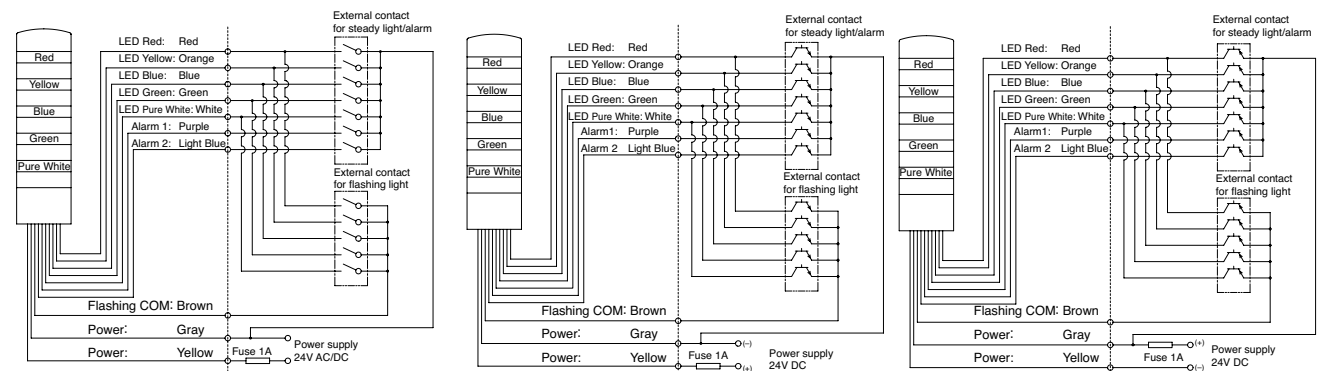 External contact
for steady light/alarm
Red
Yellow
Blue
Green
Pure White
LED Red: Red
LED Yellow: Orange
LED Blue: Blue
LED Green: Green
LED Pure White: White
Alarm 1: Purple
Alarm 2: Light Blue
External contact
for flashing light
Flashing COM: Brown
Power: Gray
Power: Yellow
Fuse 1A
Power supply
24V AC/DC
External contact
for steady light/alarm
Red
Yellow
Blue
Green
Pure White
LED Red: Red
LED Yellow: Orange
LED Blue: Blue
LED Green: Green
LED Pure White: White
Alarm1: Purple
Alarm 2 Light Blue
External contact
for flashing light
Flashing COM: Brown
Power: Gray
(−)
Power: Yellow
Fuse 1A
(+)
Power supply
24V DC
External contact
for steady light/alarm
Red
Yellow
Blue
Green
Pure White
LED Red: Red
LED Yellow: Orange
LED Blue: Blue
LED Green: Green
LED Pure White: White
Alarm1: Purple
Alarm 2 Light Blue
External contact
for flashing light
Flashing COM: Brown
Power: Gray
(+)
Fuse 1A
Power: Yellow
(−)
Power supply
24V DC